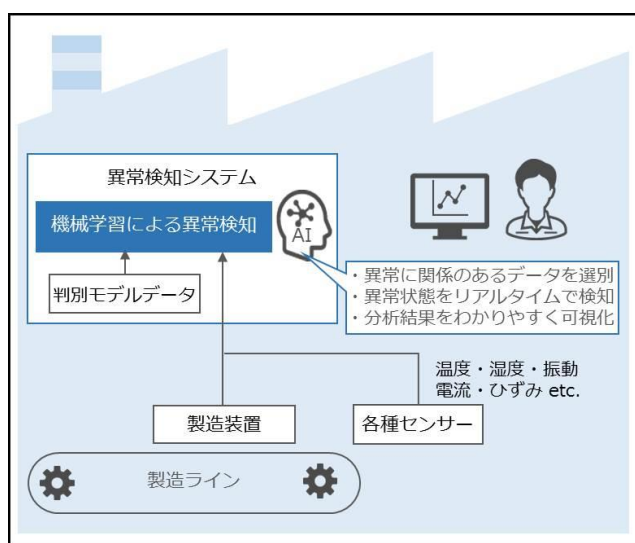 異常検知システム
機械学習による異常検知
AI
判別モデルデータ
・異常に関係のあるデータを選別
・異常状態をリアルタイムで検知
・分析結果をわかりやすく可視化
温度・湿度・振動
電流・ひずみ etc.
製造装置
各種センサー
製造ライン